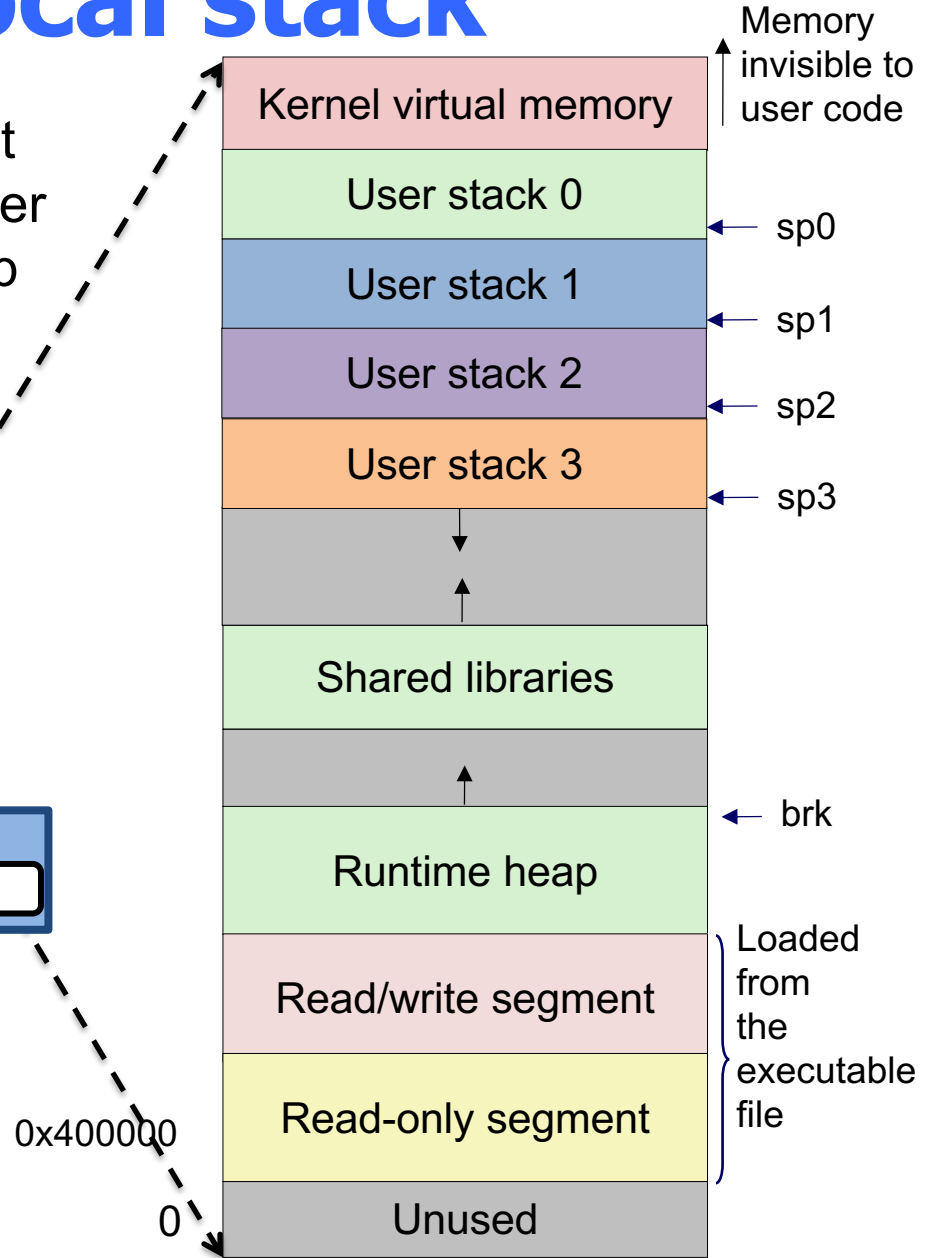 ocal stack
t
er
p
Memory
invisible to
user code
Kernel virtual memory
User stack 0
sp0
User stack 1
sp1
User stack 2
sp2
User stack 3
sp3
Shared libraries
brk
Runtime heap
Loaded
from
the
executable
file
Read/write segment
Read-only segment
0x400000
0
Unused